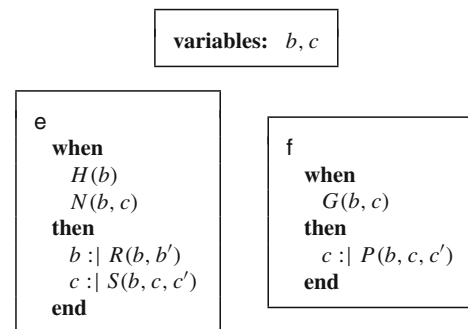 variables: b, c
e
when
H(b)
N(b, c)
then
b :| R(b, b′)
c :| S(b, c, c′)
end
f
when
G(b, c)
then
c :| P(b, c, c′)
end